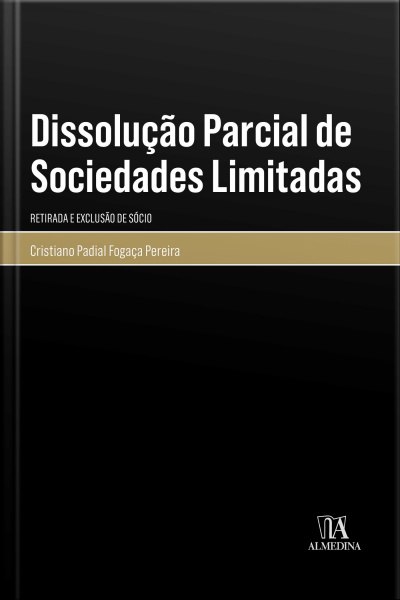 Dissolução Parcial de
Sociedades Limitadas
RETIRADA E EXCLUSÃO DE SÓCIO
Cristiano Padial Fogaça Pereira
ALMEDINA